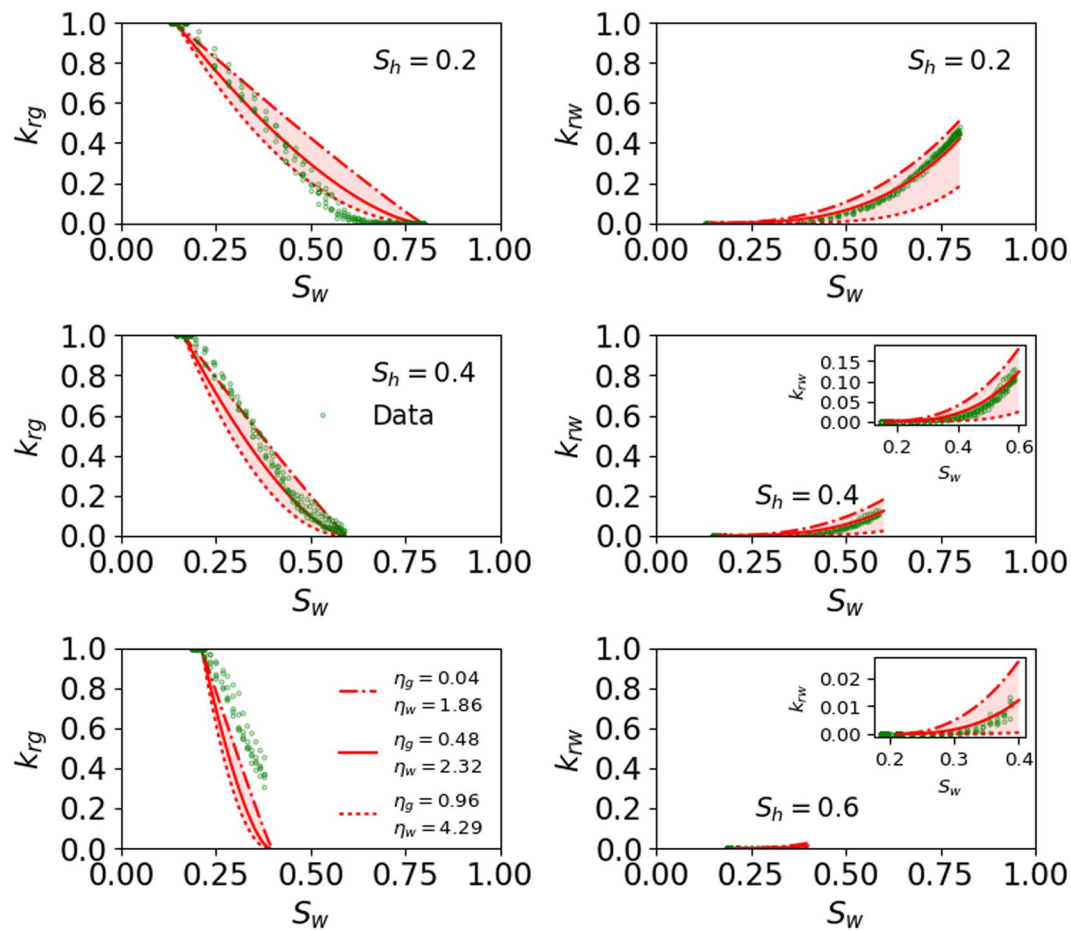 1.0
0.8
0.6
0.4
0.2
0.0
k_rg
S_h = 0.2
0.00 0.25 0.50 0.75 1.00
S_w
1.0
0.8
0.6
0.4
0.2
0.0
k_rw
S_h = 0.2
0.00 0.25 0.50 0.75 1.00
S_w
1.0
0.8
0.6
0.4
0.2
0.0
k_rg
S_h = 0.4
Data
0.00 0.25 0.50 0.75 1.00
S_w
1.0
0.8
0.6
0.4
0.2
0.0
k_rw
0.15
0.10
0.05
0.00
k_rw
0.2 0.4 0.6
S_w
S_h = 0.4
0.00 0.25 0.50 0.75 1.00
S_w
1.0
0.8
0.6
0.4
0.2
0.0
k_rg
η_g = 0.04
η_w = 1.86
η_g = 0.48
η_w = 2.32
η_g = 0.96
η_w = 4.29
0.00 0.25 0.50 0.75 1.00
S_w
1.0
0.8
0.6
0.4
0.2
0.0
k_rw
0.02
0.01
0.00
k_rw
0.2 0.3 0.4
S_w
S_h = 0.6
0.00 0.25 0.50 0.75 1.00
S_w